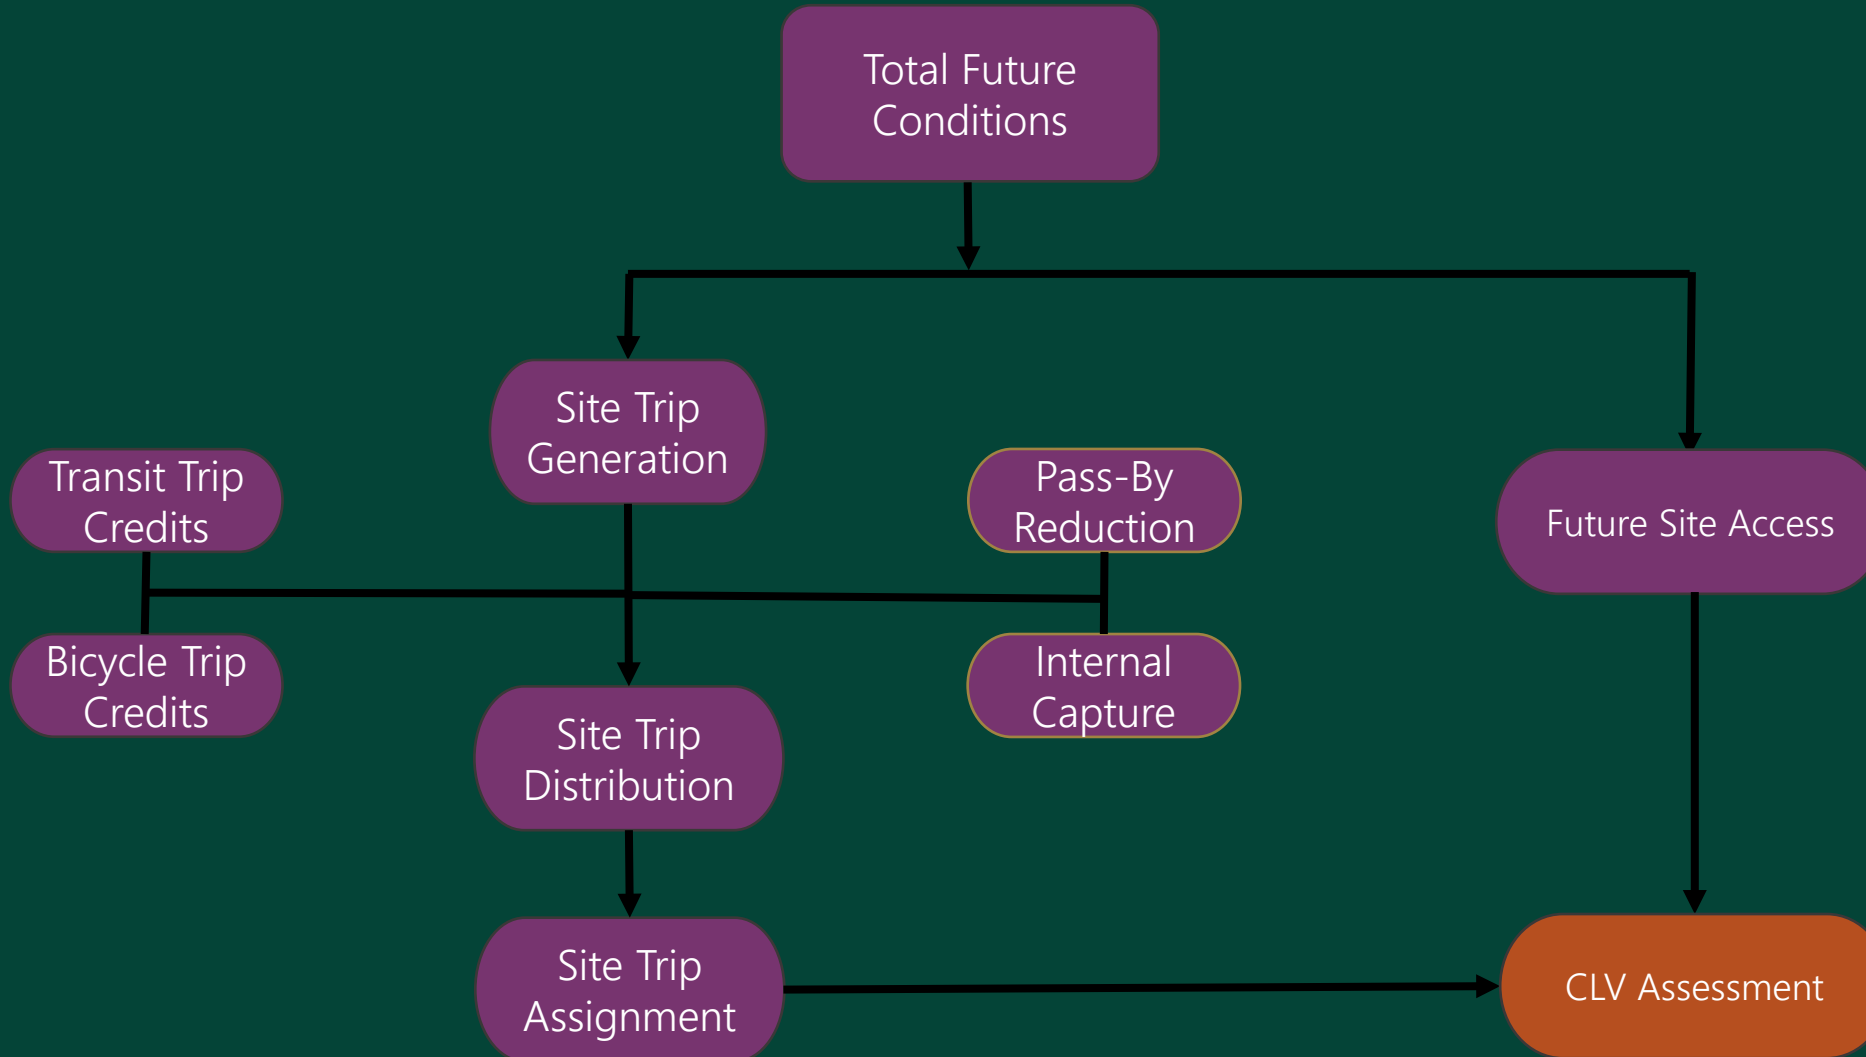 Total Future
Conditions
Site Trip
Generation
Transit Trip
Credits
Pass-By
Reduction
Future Site Access
Bicycle Trip
Credits
Internal
Capture
Site Trip
Distribution
Site Trip
Assignment
CLV Assessment